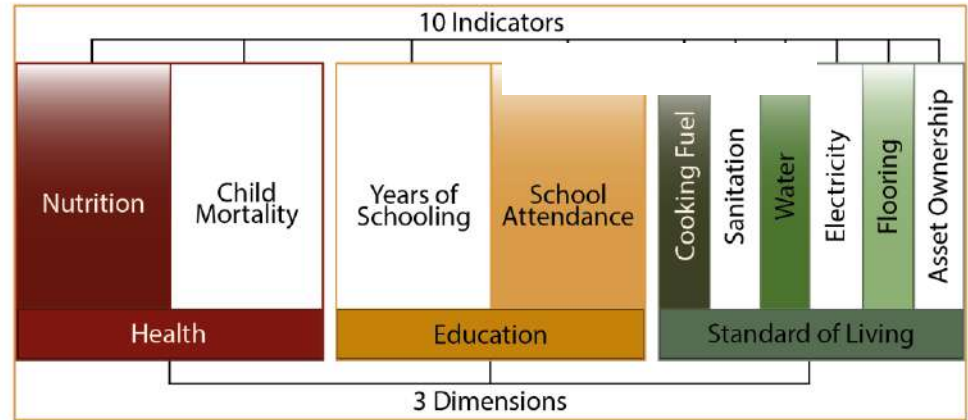 10 Indicators
Nutrition
Child
Mortality
Years of
Schooling
School
Attendance
Cooking Fuel
Sanitation
Water
Electricity
Flooring
Asset Ownership
Health
Education
Standard of Living
3 Dimensions